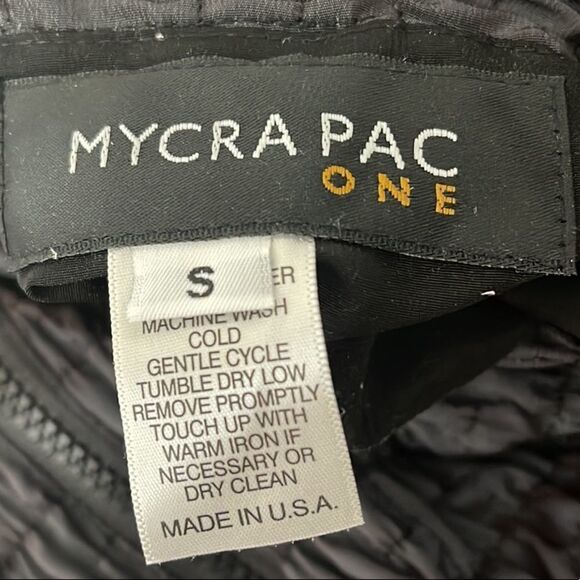 MYCRA PAC
ONE
S
MACHINE WASH
COLD
GENTLE CYCLE
TUMBLE DRY LOW
REMOVE PROMPTLY
TOUCH UP WITH
WARM IRON IF
NECESSARY OR
DRY CLEAN
MADE IN U.S.A.